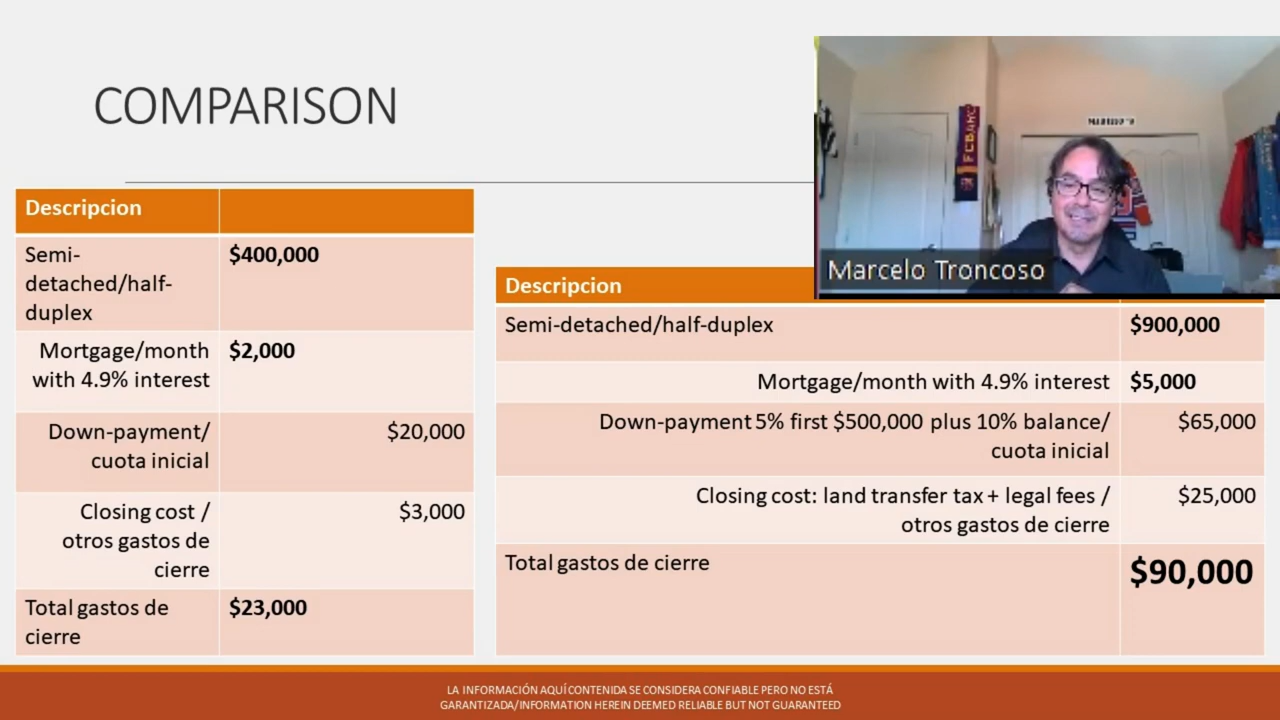 COMPARISON
Descripcion
Semi-
detached/half-
duplex
$400,000
Mortgage/month
with 4.9% interest
$2,000
Down-payment/
cuota inicial
$20,000
Closing cost /
otros gastos de
cierre
$3,000
Total gastos de
cierre
$23,000
FCBARC
Marcelo Troncoso
Descripcion
Semi-detached/half-duplex
$900,000
Mortgage/month with 4.9% interest
$5,000
Down-payment 5% first $500,000 plus 10% balance/
cuota inicial
$65,000
Closing cost: land transfer tax + legal fees /
otros gastos de cierre
$25,000
Total gastos de cierre
$90,000
LA INFORMACIÓN AQUÍ CONTENIDA SE CONSIDERA CONFIABLE PERO NO ESTÁ
GARANTIZADA/INFORMATION HEREIN DEEMED RELIABLE BUT NOT GUARANTEED